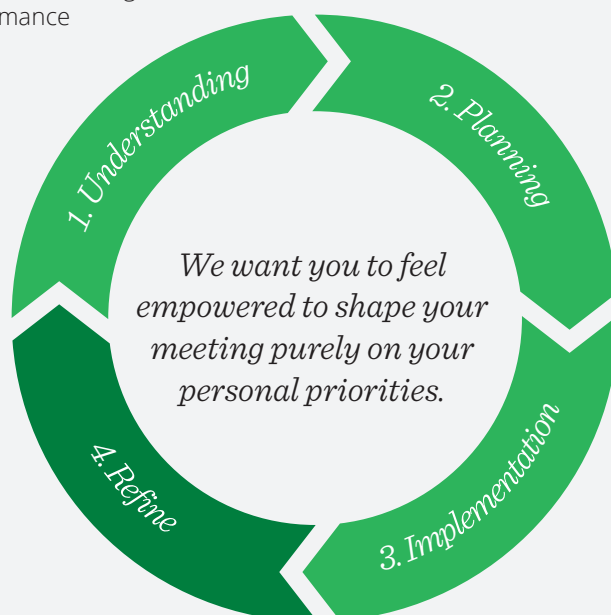 mance
1. Understanding
2. Planning
We want you to feel
empowered to shape your
meeting purely on your
personal priorities.
4. Refine
3. Implementation